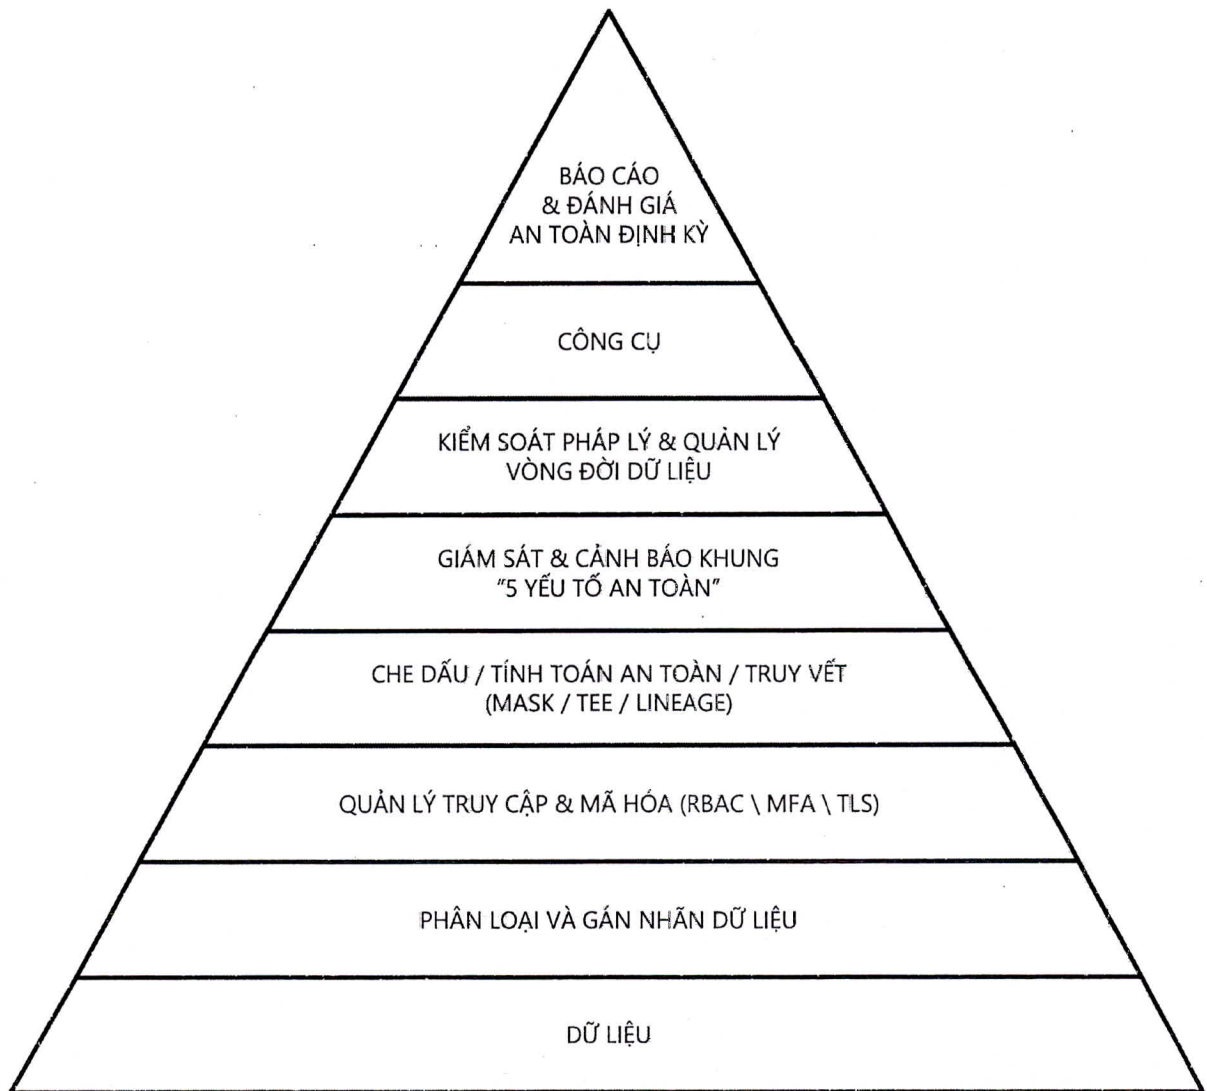 BÁO CÁO
& ĐÁNH GIÁ
AN TOÀN ĐỊNH KỲ
CÔNG CỤ
KIỂM SOÁT PHÁP LÝ & QUẢN LÝ
VÒNG ĐỜI DỮ LIỆU
GIÁM SÁT & CẢNH BÁO KHUNG
"5 YẾU TỐ AN TOÀN"
CHE DẤU / TÍNH TOÁN AN TOÀN / TRUY VẾT
(MASK / TEE / LINEAGE)
QUẢN LÝ TRUY CẬP & MÃ HÓA (RBAC \ MFA \ TLS)
PHÂN LOẠI VÀ GÁN NHÃN DỮ LIỆU
DỮ LIỆU